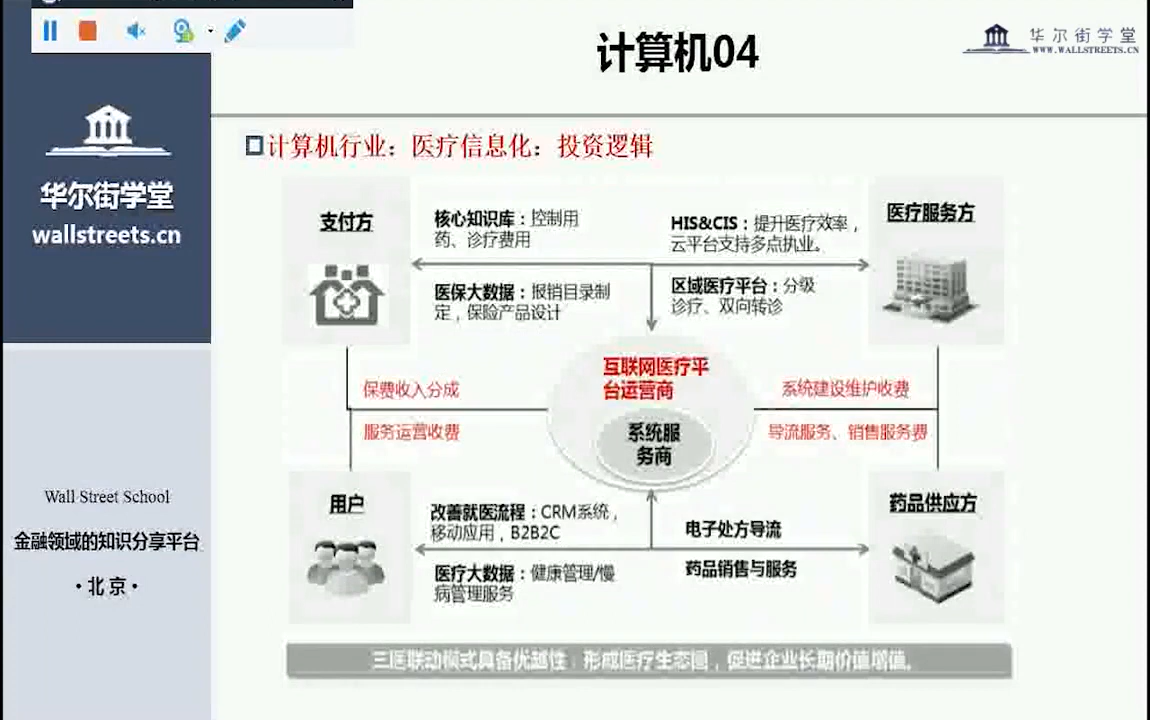 计算机04
华尔街学堂
WWW.WALLSTREETS.CN
华尔街学堂
wallstreets.cn
Wall Street School
金融领域的知识分享平台
·北京·
计算机行业：医疗信息化：投资逻辑
支付方
核心知识库：控制用
药、诊疗费用
医保大数据：报销目录制
定，保险产品设计
HIS&CIS：提升医疗效率，
云平台支持多点执业。
区域医疗平台：分级
诊疗、双向转诊
医疗服务方
互联网医疗平
台运营商
系统服
务商
保费收入分成
服务运营收费
系统建设维护收费
导流服务、销售服务费
用户
改善就医流程：CRM系统，
移动应用，B2B2C
医疗大数据：健康管理/慢
病管理服务
电子处方导流
药品销售与服务
药品供应方
三医联动模式具备优越性，形成医疗生态圈，促进企业长期价值增值。